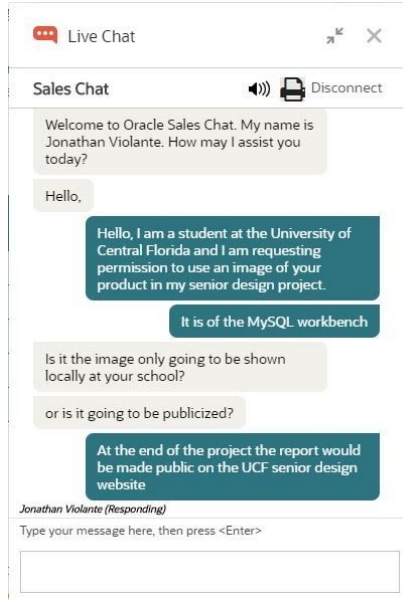 Live Chat
Sales Chat
Disconnect
Welcome to Oracle Sales Chat. My name is
Jonathan Violante. How may I assist you
today?
Hello,
Hello, I am a student at the University of
Central Florida and I am requesting
permission to use an image of your
product in my senior design project.
It is of the MySQL workbench
Is it the image only going to be shown
locally at your school?
or is it going to be publicized?
At the end of the project the report would
be made public on the UCF senior design
website
Jonathan Violante (Responding)
Type your message here, then press <Enter>